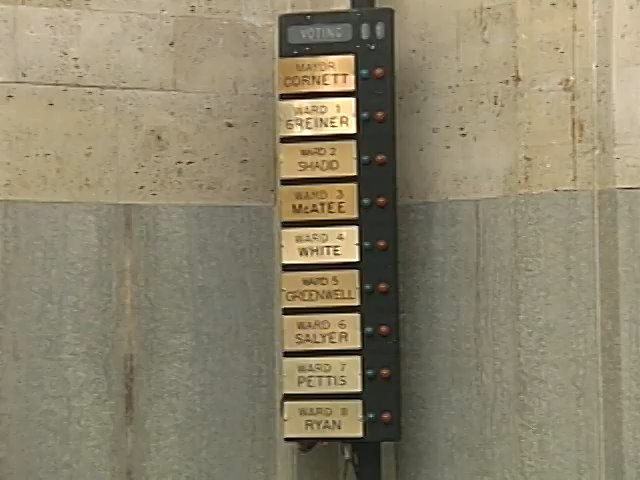 VOTING
MAYOR
CORNETT
WARD 1
GREINER
WARD 2
SHADID
WARD 3
McATEE
WARD 4
WHITE
WARD 5
GREENWELL
WARD 6
SALYER
WARD 7
PETTIS
WARD 8
RYAN